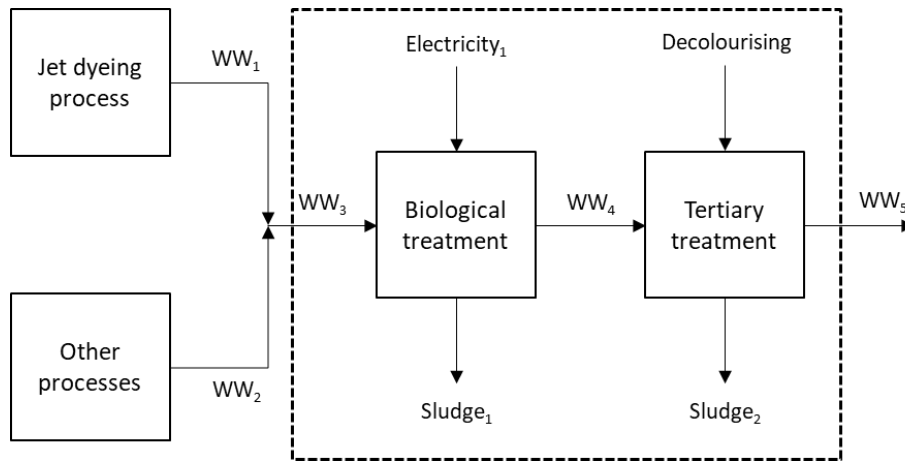 Jet dyeing
process
WW₁
Electricity₁
Decolourising
WW₃
Biological
treatment
WW₄
Tertiary
treatment
WW₅
Other
processes
WW₂
Sludge₁
Sludge₂